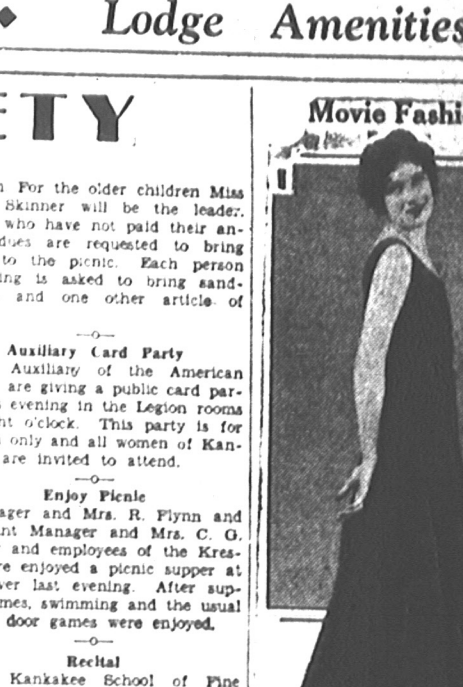 Lodge Amenities
ETY
Movie Fashi
For the older children Miss
Skinner will be the leader.
who have not paid their an-
dues are requested to bring
to the picnic. Each person
ing is asked to bring sand-
and one other article of
Auxiliary Card Party
Auxiliary of the American
are giving a public card par-
evening in the Legion rooms
ht o'clock. This party is for
only and all women of Kan-
are invited to attend.
Enjoy Picnic
ager and Mrs. R. Flynn and
nt Manager and Mrs. C. G.
and employees of the Kres-
re enjoyed a picnic supper at
ver last evening. After sup-
mes, swimming and the usual
door games were enjoyed.
Recital
Kankakee School of Fine